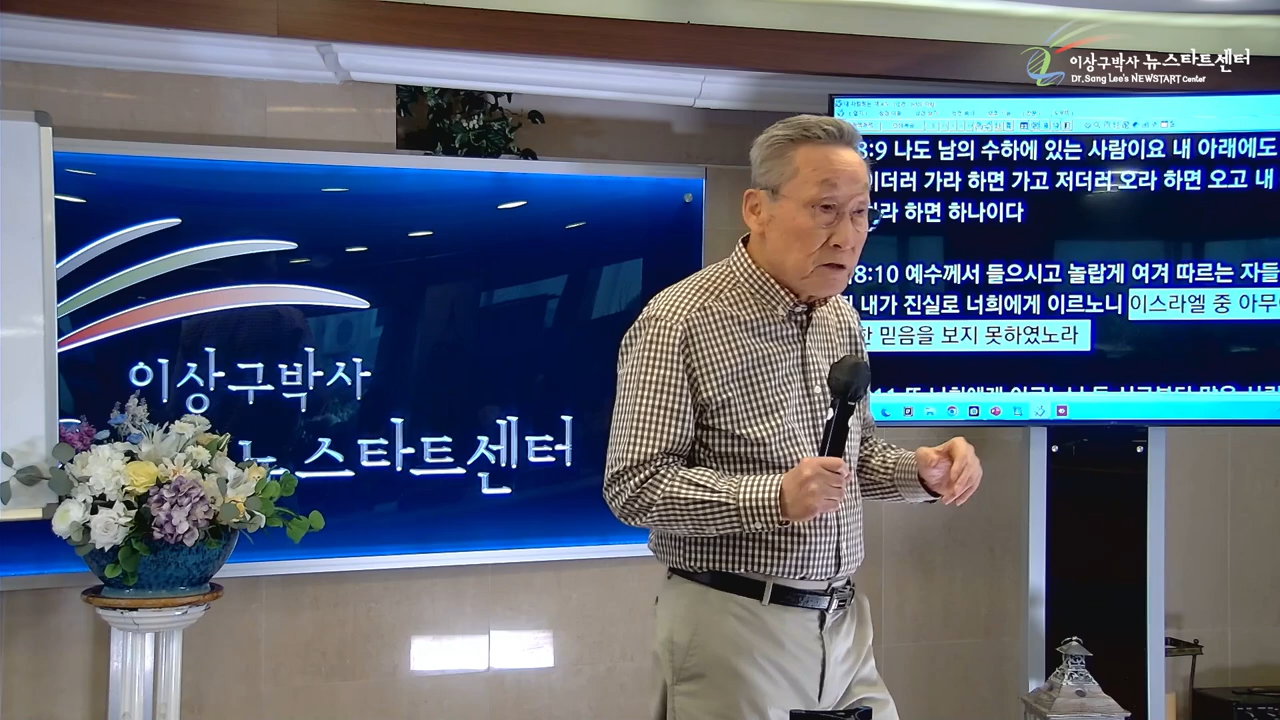 이상구박사 뉴스타트센터
Dr. Sang Lee's NEWSTART Center
8:9 나도 남의 수하에 있는 사람이요 내 아래에도
이더러 가라 하면 가고 저더러 오라 하면 오고 내
라 하면 하나이다
8:10 예수께서 들으시고 놀랍게 여겨 따르는 자들
내가 진실로 너희에게 이르노니 이스라엘 중 아무
한 믿음을 보지 못하였노라
이상구박사
뉴스타트센터